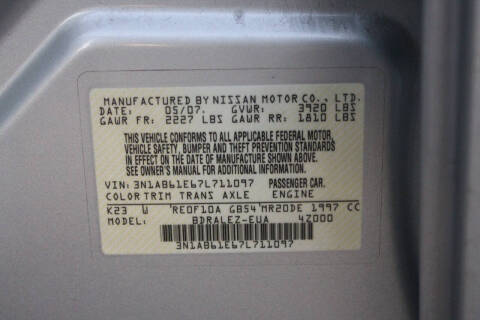 MANUFACTURED BY NISSAN MOTOR CO., LTD.
DATE: 05/07. GVWR: 3920 LBS
GAWR FR: 2227 LBS GAWR RR: 1810 LBS
THIS VEHICLE CONFORMS TO ALL APPLICABLE FEDERAL MOTOR
VEHICLE SAFETY, BUMPER AND THEFT PREVENTION STANDARDS
IN EFFECT ON THE DATE OF MANUFACTURE SHOWN ABOVE.
SEE OWNER'S MANUAL FOR ADDITIONAL INFORMATION.
VIN: 3N1AB61E67L711097 PASSENGER CAR.
COLOR TRIM TRANS AXLE ENGINE
K23 W RE0F10A GB54 MR20DE 1997 CC
MODEL: BDRALEZ-EUA 4Z000
3N1AB61E67L711097